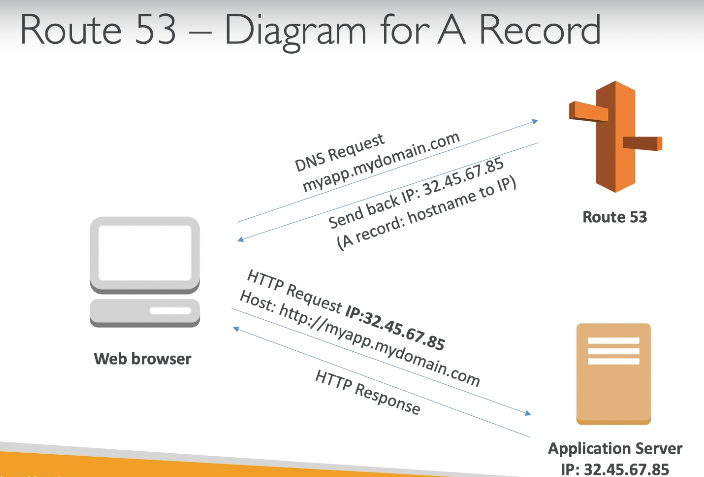 Route 53 – Diagram for A Record
DNS Request
myapp.mydomain.com
Send back IP: 32.45.67.85
(A record: hostname to IP)
Route 53
HTTP Request IP:32.45.67.85
Host: http://myapp.mydomain.com
Web browser
HTTP Response
Application Server
IP: 32.45.67.85